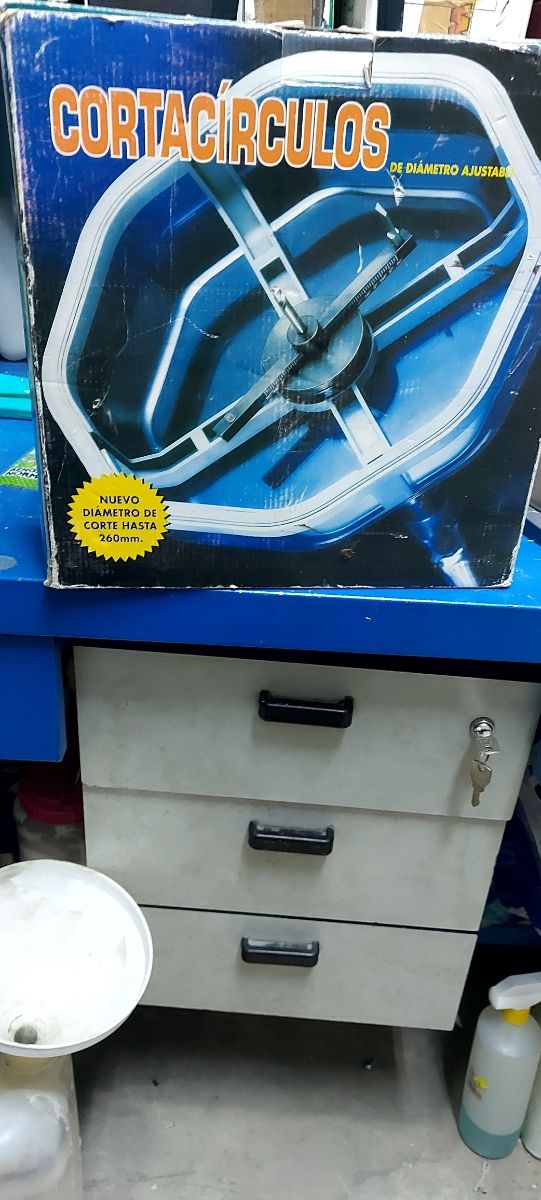 CORTACÍRCULOS
DE DIÁMETRO AJUSTABLE
NUEVO
DIÁMETRO DE
CORTE HASTA
260mm.